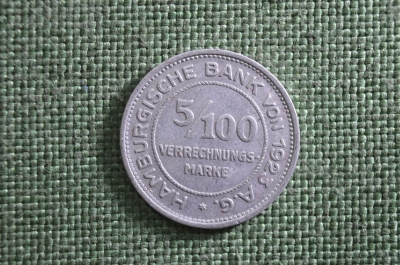 HAMBURGISCHE BANK VON 1923 A.G. *
5/100
VERRECHNUNGS-
MARKE